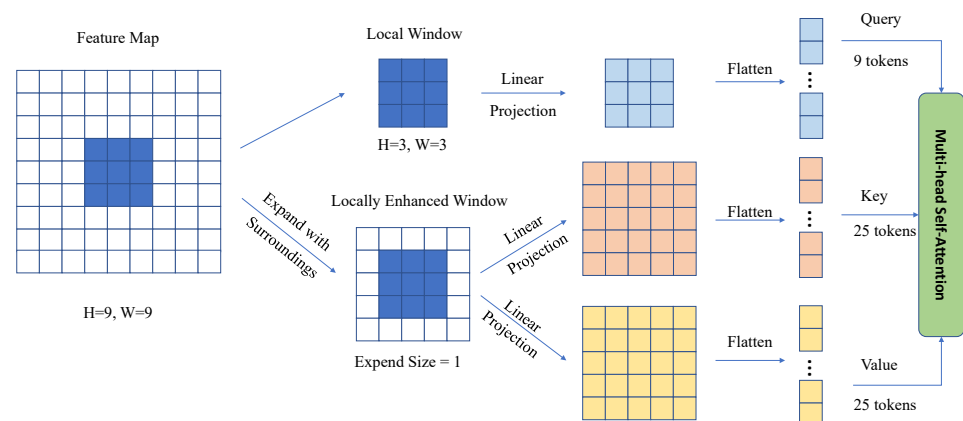 Feature Map
H=9, W=9
Local Window
H=3, W=3
Linear
Projection
Flatten
Query
9 tokens
Expand with
Surroundings
Locally Enhanced Window
Expend Size = 1
Linear
Projection
Flatten
Key
25 tokens
Linear
Projection
Flatten
Value
25 tokens
Multi-head Self-Attention